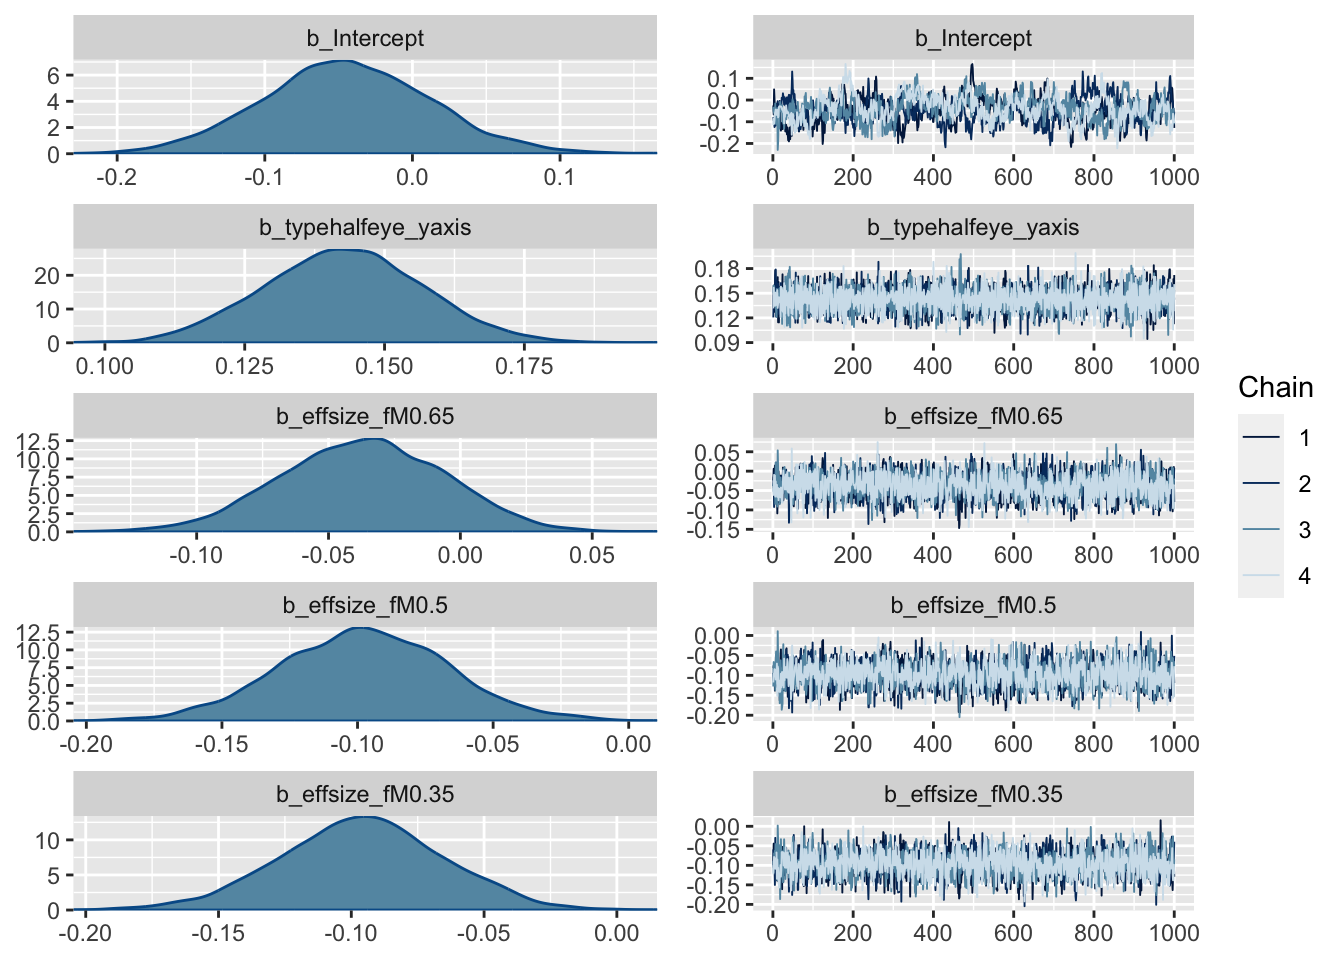 b_Intercept
6
4
2
0
-0.2 -0.1 0.0 0.1
b_Intercept
0.1
0.0
-0.1
-0.2
0 200 400 600 800 1000
b_typehalfeye_yaxis
20
10
0
0.100 0.125 0.150 0.175
b_typehalfeye_yaxis
0.18
0.15
0.12
0.09
0 200 400 600 800 1000
b_effsize_fM0.65
12.5
10.0
7.5
5.0
2.5
0.0
-0.10 -0.05 0.00 0.05
b_effsize_fM0.65
0.05
0.00
-0.05
-0.10
-0.15
0 200 400 600 800 1000
b_effsize_fM0.5
12.5
10.0
7.5
5.0
2.5
0.0
-0.20 -0.15 -0.10 -0.05 0.00
b_effsize_fM0.5
0.00
-0.05
-0.10
-0.15
-0.20
0 200 400 600 800 1000
b_effsize_fM0.35
10
5
0
-0.20 -0.15 -0.10 -0.05 0.00
b_effsize_fM0.35
0.00
-0.05
-0.10
-0.15
-0.20
0 200 400 600 800 1000
Chain
1
2
3
4